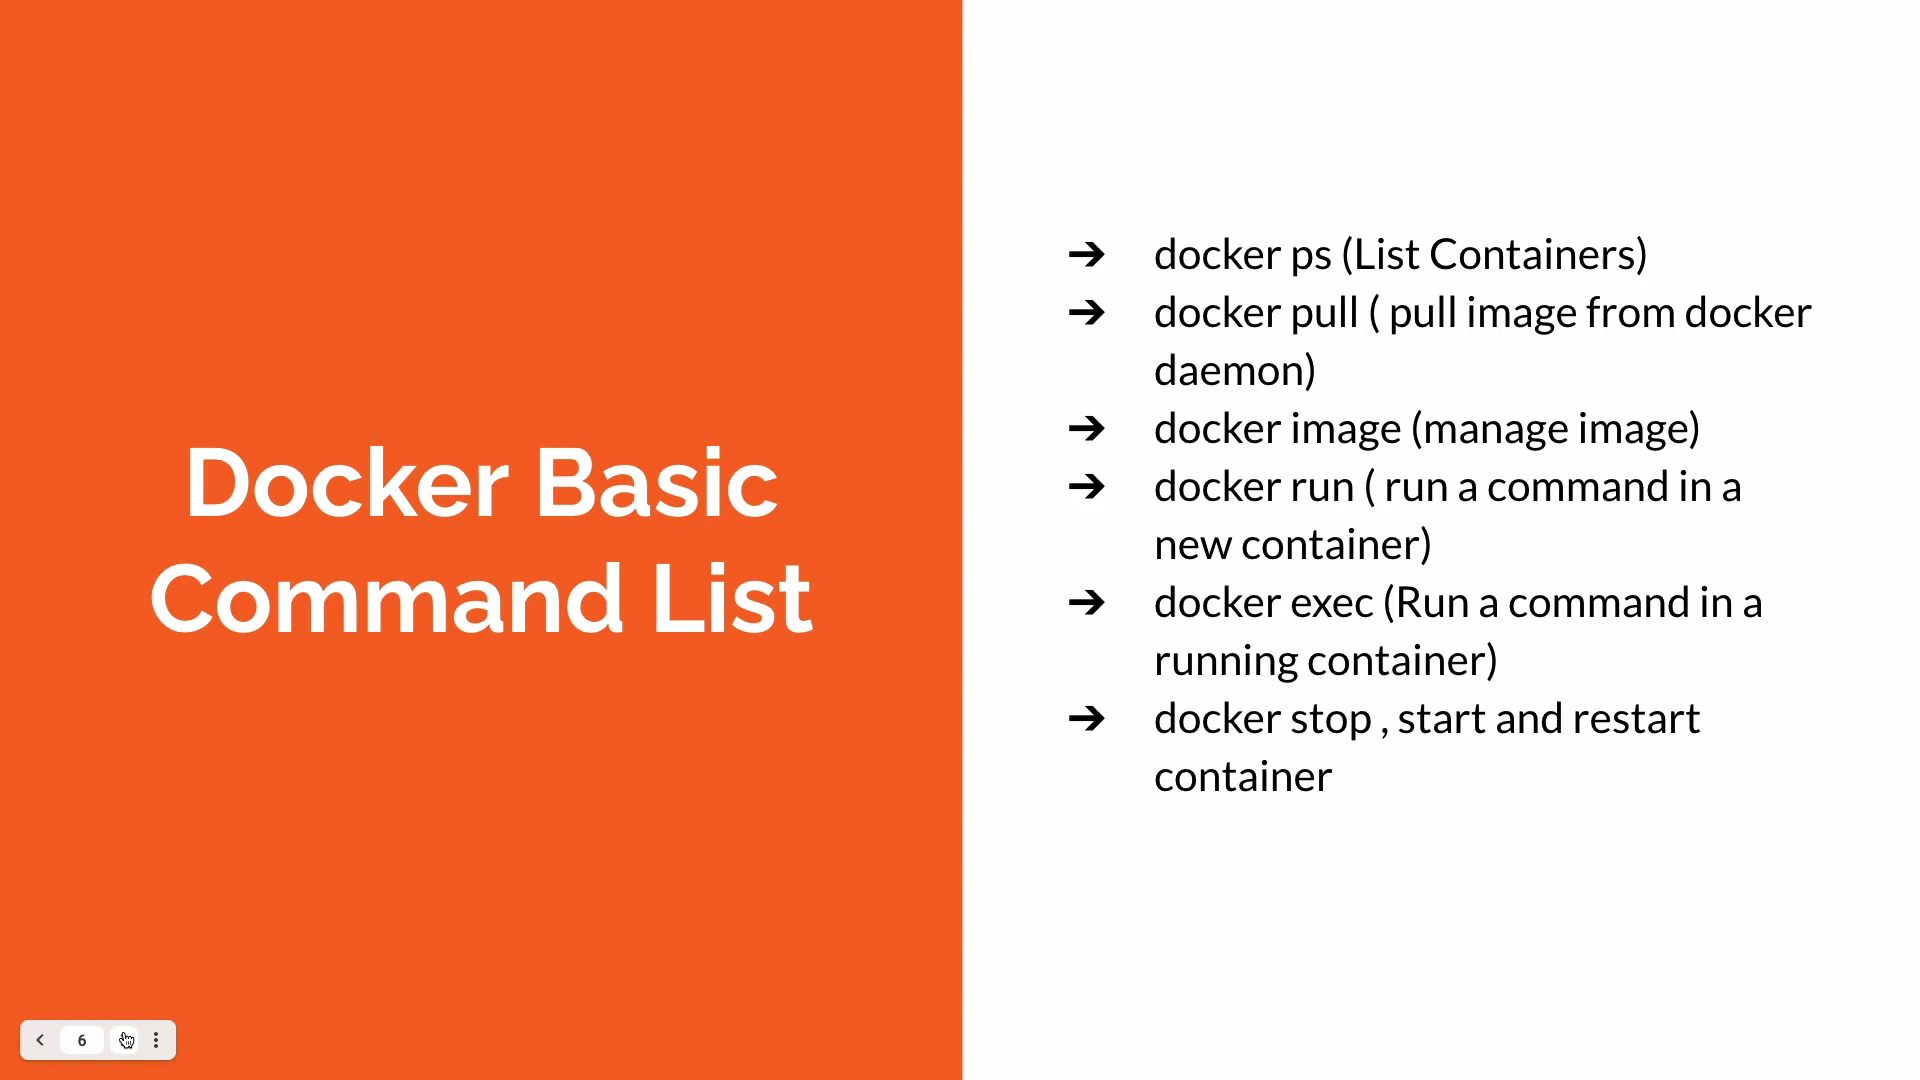 Docker Basic
Command List
➔ docker ps (List Containers)
➔ docker pull ( pull image from docker
daemon)
➔ docker image (manage image)
➔ docker run ( run a command in a
new container)
➔ docker exec (Run a command in a
running container)
➔ docker stop , start and restart
container
6